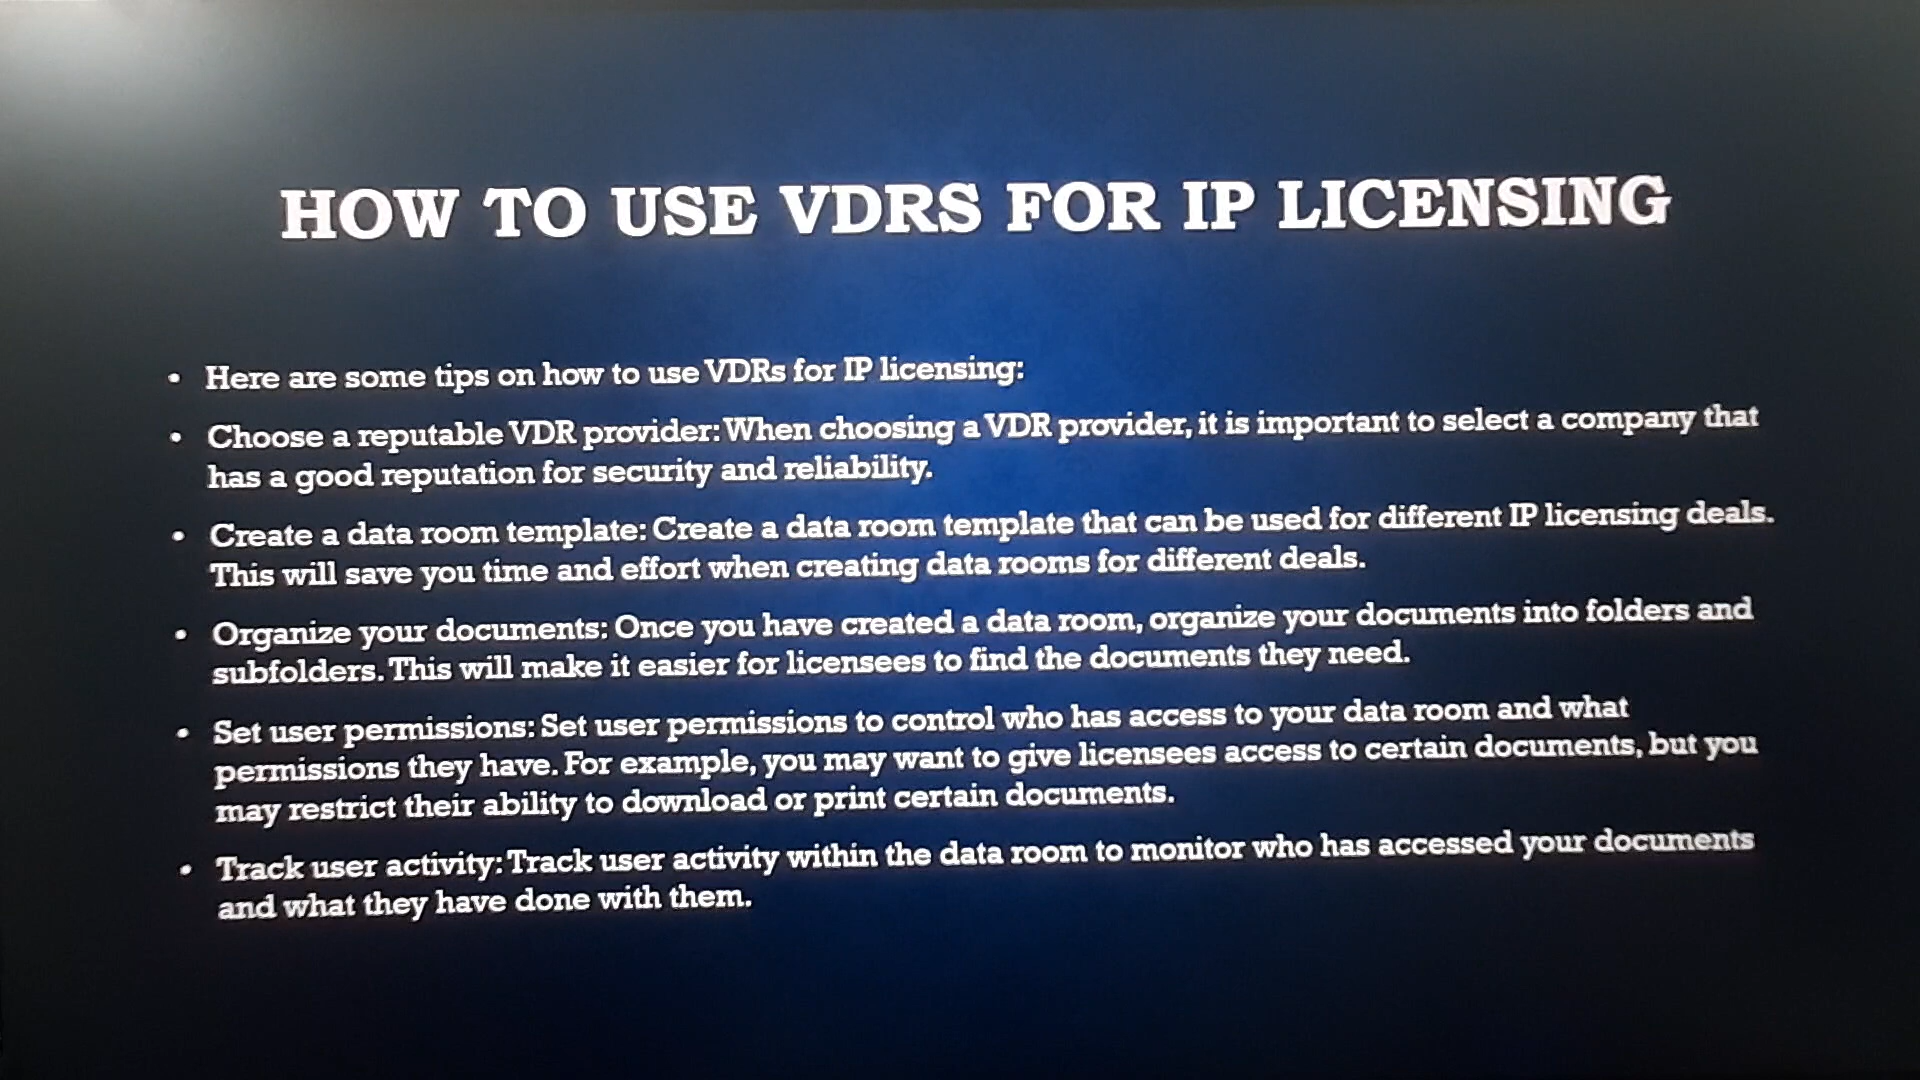 HOW TO USE VDRS FOR IP LICENSING
• Here are some tips on how to use VDRs for IP licensing:
• Choose a reputable VDR provider: When choosing a VDR provider, it is important to select a company that
has a good reputation for security and reliability.
• Create a data room template: Create a data room template that can be used for different IP licensing deals.
This will save you time and effort when creating data rooms for different deals.
• Organize your documents: Once you have created a data room, organize your documents into folders and
subfolders. This will make it easier for licensees to find the documents they need.
• Set user permissions: Set user permissions to control who has access to your data room and what
permissions they have. For example, you may want to give licensees access to certain documents, but you
may restrict their ability to download or print certain documents.
• Track user activity: Track user activity within the data room to monitor who has accessed your documents
and what they have done with them.